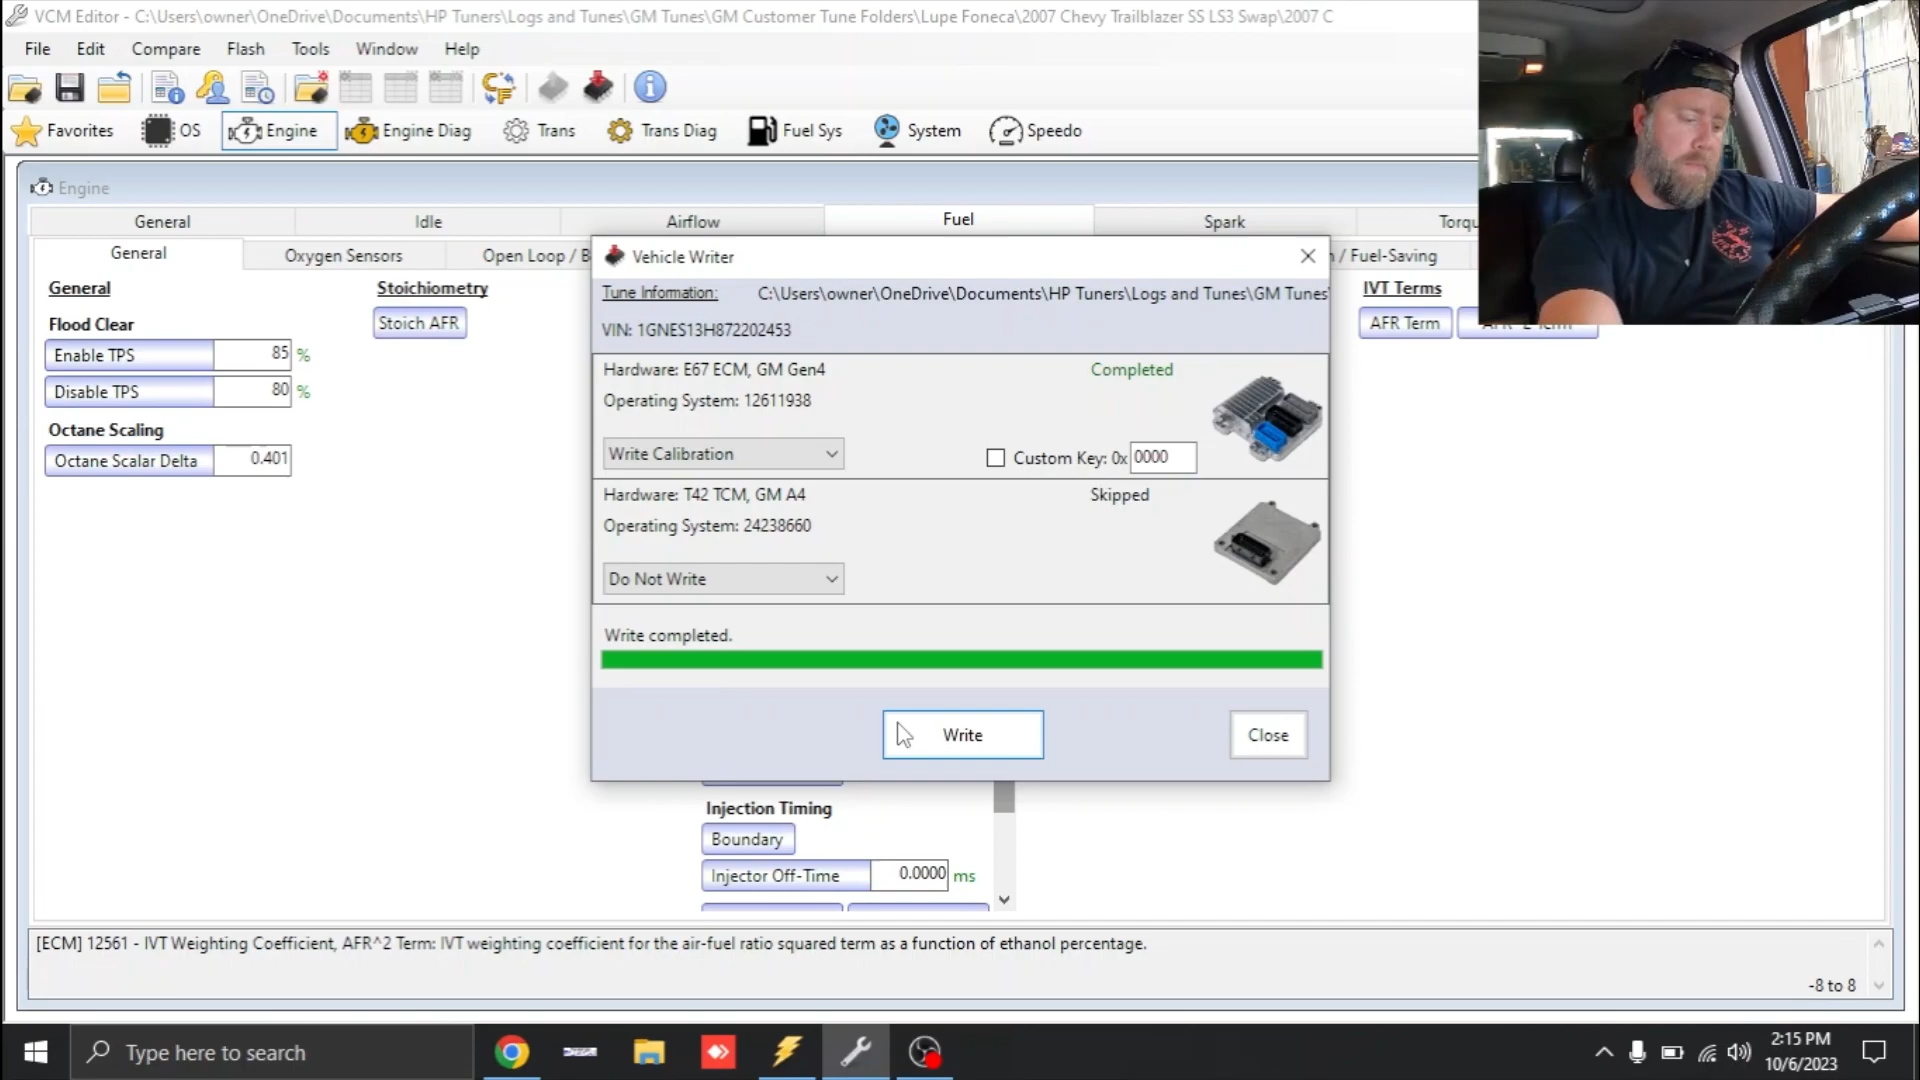 VCM Editor - C:\Users\owner\OneDrive\Documents\HP Tuners\Logs and Tunes\GM Tunes\GM Customer Tune Folders\Lupe Foneca\2007 Chevy Trailblazer SS LS3 Swap\2007 C
File Edit Compare Flash Tools Window Help
Favorites OS Engine Engine Diag Trans Trans Diag Fuel Sys System Speedo
Engine
General Idle Airflow Fuel Spark Torqu
General Oxygen Sensors Open Loop / B / Fuel-Saving
General Stoichiometry IVT Terms
Flood Clear Stoich AFR AFR Term
Enable TPS 85 %
Disable TPS 80 %
Octane Scaling
Octane Scalar Delta 0.401
Vehicle Writer
Tune Information: C:\Users\owner\OneDrive\Documents\HP Tuners\Logs and Tunes\GM Tunes'
VIN: 1GNES13H872202453
Hardware: E67 ECM, GM Gen4 Completed
Operating System: 12611938
Write Calibration Custom Key: 0x 0000
Hardware: T42 TCM, GM A4 Skipped
Operating System: 24238660
Do Not Write
Write completed.
Write Close
Injection Timing
Boundary
Injector Off-Time 0.0000 ms
[ECM] 12561 - IVT Weighting Coefficient, AFR^2 Term: IVT weighting coefficient for the air-fuel ratio squared term as a function of ethanol percentage.
-8 to 8
Type here to search
2:15 PM
10/6/2023